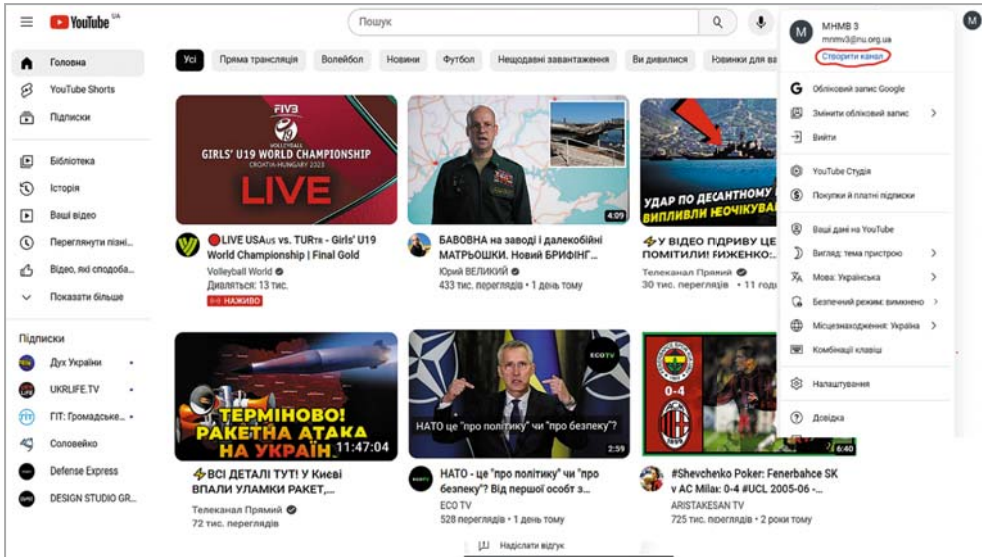 YouTube UA
Пошук
М
МНМВ 3
mnmv3@nu.org.ua
Створити канал
М
Усі
Пряма трансляція
Волейбол
Новини
Футбол
Нещодавні завантаження
Ви дивилися
Новинки для ва
Головна
YouTube Shorts
Підписки
Бібліотека
Історія
Ваші відео
Переглянути пізні...
Відео, які сподоба...
Показати більше
Підписки
Дух України
UKRLIFE.TV
ГІТ: Громадське...
Соловейко
Defense Express
DESIGN STUDIO GR...
FIVB
GIRLS' U19 WORLD CHAMPIONSHIP
CROATIA-HUNGARY 2023
LIVE
LIVE USAus vs. TURTR - Girls' U19
World Championship | Final Gold
Volleyball World
Дивляться: 13 тис.
НАЖИВО
4:09
БАВОВНА на заводі і далекобійні
МАТРЬОШКИ. Новий БРИФІНГ...
Юрий ВЕЛИКИЙ
433 тис. переглядів • 1 день тому
УДАР ПО ДЕСАНТНОМУ
ВИПЛИВЛИ НЕОЧІКУВА
У ВІДЕО ПІДРИВУ ЦЕ
ПОМІТИЛИ! РИЖЕНКО:...
Телеканал Прямий
30 тис. переглядів • 11 годи
ТЕРМІНОВО!
РАКЕТНА АТАКА
НА УКРАЇН
11:47:04
ВСІ ДЕТАЛІ ТУТ! У Києві
ВПАЛИ УЛАМКИ РАКЕТ,...
Телеканал Прямий
72 тис. переглядів
ECOTV
НАТО це "про політику" чи "про безпеку"?
2:59
НАТО - це "про політику" чи "про
безпеку"? Від першої особт з...
ECO TV
528 переглядів • 1 день тому
0-4
6:40
#Shevchenko Poker: Fenerbahce SK
v AC Milan: 0-4 #UCL 2005-06 -...
ARISTAKESAN TV
725 тис. переглядів • 2 роки тому
Обліковий запис Google
Змінити обліковий запис
Вийти
YouTube Студія
Покупки й платні підписки
Ваші дані на YouTube
Вигляд: тема пристрою
Мова: Українська
Безпечний режим: вимкнено
Місцезнаходження: Україна
Комбінації клавіш
Налаштування
Довідка
Надіслати відгук